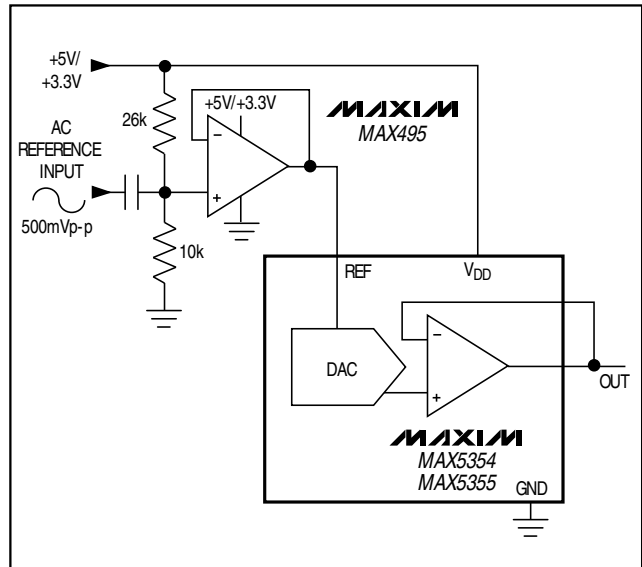 +5V/
+3.3V
26k
+5V/+3.3V
MAXIM
MAX495
AC
REFERENCE
INPUT
500mVp-p
−
+
10k
REF
VDD
DAC
−
+
OUT
MAXIM
MAX5354
MAX5355
GND